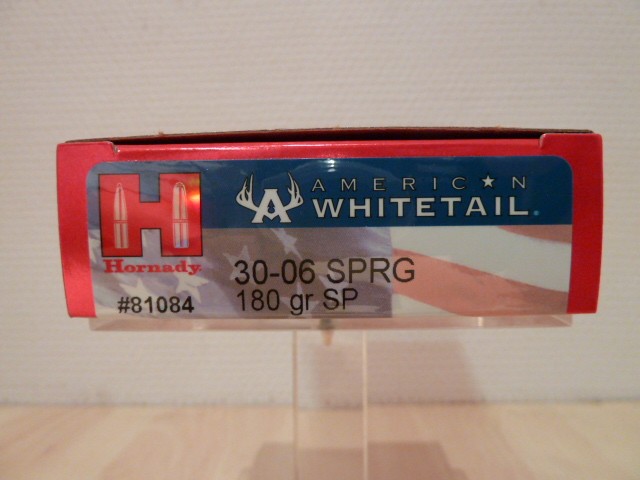 H
Hornady
#81084
AMERICAN
WHITETAIL.
30-06 SPRG
180 gr SP